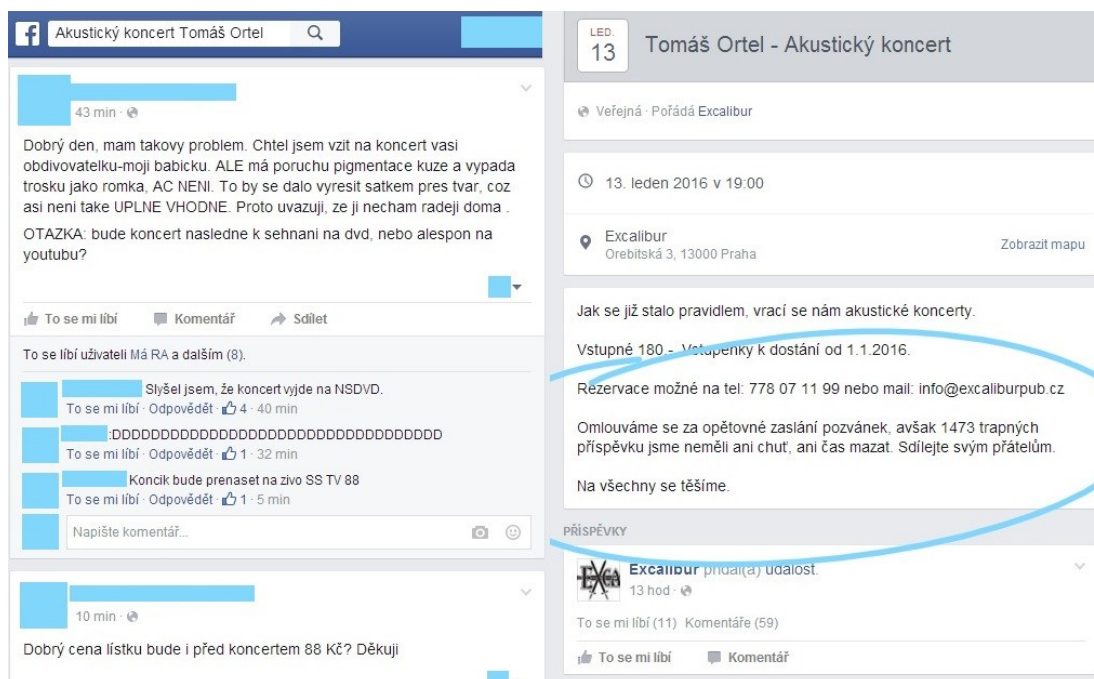 Akustický koncert Tomáš Ortel
43 min ·
Dobrý den, mam takovy problem. Chtel jsem vzit na koncert vasi
obdivovatelku-moji babicku. ALE má poruchu pigmentace kuze a vypada
trosku jako romka, AC NENI. To by se dalo vyresit satkem pres tvar, coz
asi neni take UPLNE VHODNE. Proto uvazuji, ze ji necham radeji doma .
OTAZKA: bude koncert nasledne k sehnani na dvd, nebo alespon na
youtubu?
To se mi líbí Komentář Sdílet
To se líbí uživateli Má RA a dalším (8).
Slyšel jsem, že koncert vyjde na NSDVD.
To se mi líbí · Odpovědět · 4 · 40 min
:DDDDDDDDDDDDDDDDDDDDDDDDDDDDDDDDDD
To se mi líbí · Odpovědět · 1 · 32 min
Koncik bude prenaset na zivo SS TV 88
To se mi líbí · Odpovědět · 1 · 5 min
Napište komentář...
10 min ·
Dobrý cena lístku bude i před koncertem 88 Kč? Děkuji
LED.
13
Tomáš Ortel - Akustický koncert
Veřejná · Pořádá Excalibur
13. leden 2016 v 19:00
Excalibur
Orebitská 3, 13000 Praha
Zobrazit mapu
Jak se již stalo pravidlem, vrací se nám akustické koncerty.
Vstupné 180.- Vstupenky k dostání od 1.1.2016.
Rezervace možné na tel: 778 07 11 99 nebo mail: info@excaliburpub.cz
Omlouváme se za opětovné zaslání pozvánek, avšak 1473 trapných
příspěvku jsme neměli ani chuť, ani čas mazat. Sdílejte svým přátelům.
Na všechny se těšíme.
PŘÍSPĚVKY
EXCA
Excalibur přidal(a) událost.
13 hod ·
To se mi líbí (11) Komentáře (59)
To se mi líbí Komentář